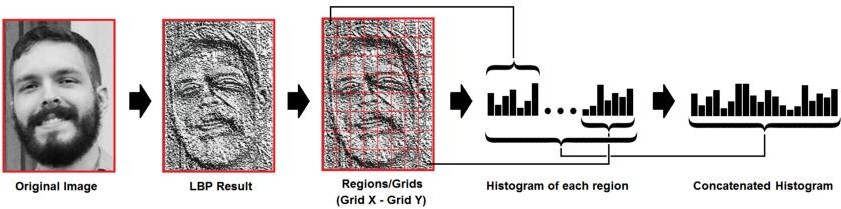 Original Image
LBP Result
Regions/Grids
(Grid X - Grid Y)
Histogram of each region
Concatenated Histogram